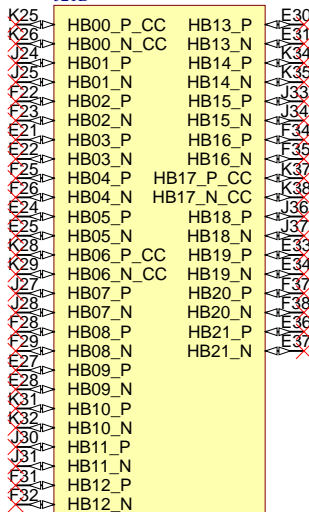 K25 HB00_P_CC HB13_P E30
K26 HB00_N_CC HB13_N E31
J24 HB01_P HB14_P K34
J25 HB01_N HB14_N K35
F22 HB02_P HB15_P J33
F23 HB02_N HB15_N J34
E21 HB03_P HB16_P F34
E22 HB03_N HB16_N F35
F25 HB04_P HB17_P_CC K37
F26 HB04_N HB17_N_CC K38
E24 HB05_P HB18_P J36
E25 HB05_N HB18_N J37
K28 HB06_P_CC HB19_P E33
K29 HB06_N_CC HB19_N E34
J27 HB07_P HB20_P F37
J28 HB07_N HB20_N F38
F28 HB08_P HB21_P E36
F29 HB08_N HB21_N E37
E27 HB09_P
E28 HB09_N
K31 HB10_P
K32 HB10_N
J30 HB11_P
J31 HB11_N
F31 HB12_P
F32 HB12_N